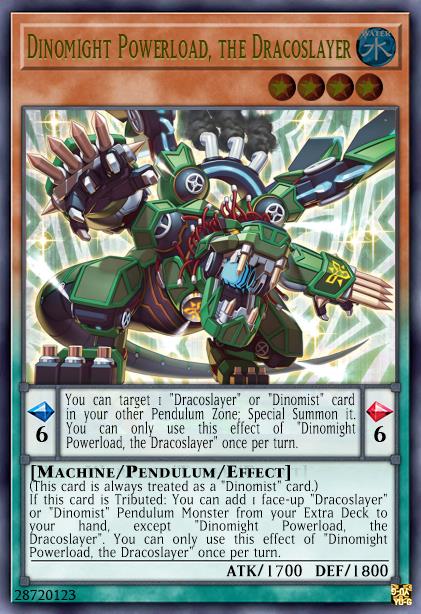 Dinomight Powerload, the Dracoslayer
WATER
水
You can target 1 "Dracoslayer" or "Dinomist" card
in your other Pendulum Zone; Special Summon it.
You can only use this effect of "Dinomight
Powerload, the Dracoslayer" once per turn.
6
6
[Machine/Pendulum/Effect]
(This card is always treated as a "Dinomist" card.)
If this card is Tributed: You can add 1 face-up "Dracoslayer"
or "Dinomist" Pendulum Monster from your Extra Deck to
your hand, except "Dinomight Powerload, the
Dracoslayer". You can only use this effect of "Dinomight
Powerload, the Dracoslayer" once per turn.
ATK/1700 DEF/1800
28720123